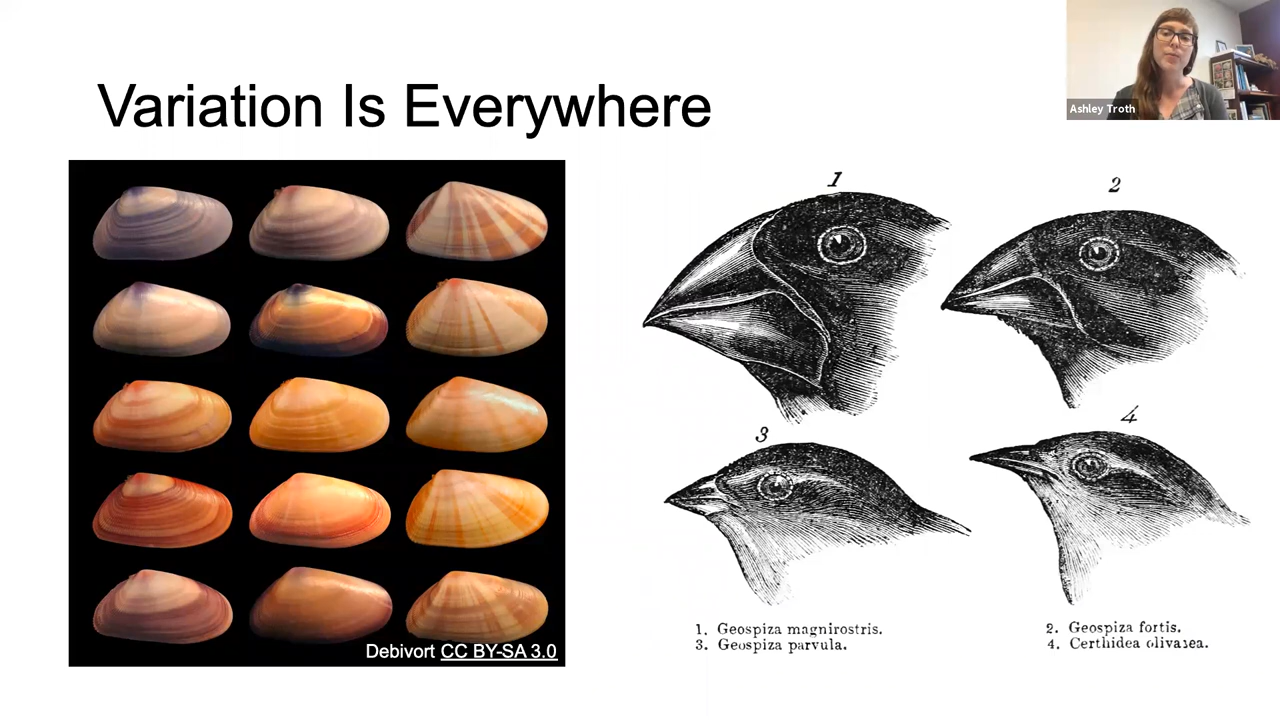 Variation Is Everywhere
Ashley Troth
Debivort CC BY-SA 3.0
1
2
3
4
1. Geospiza magnirostris.
2. Geospiza fortis.
3. Geospiza parvula.
4. Certhidea olivasea.